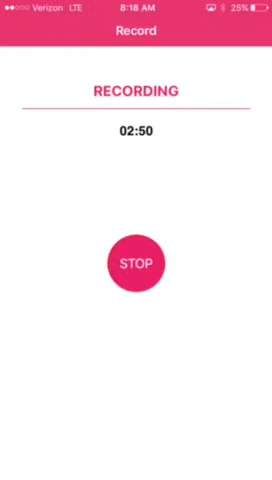 Verizon LTE 8:18 AM 25%
Record
RECORDING
02:50
STOP